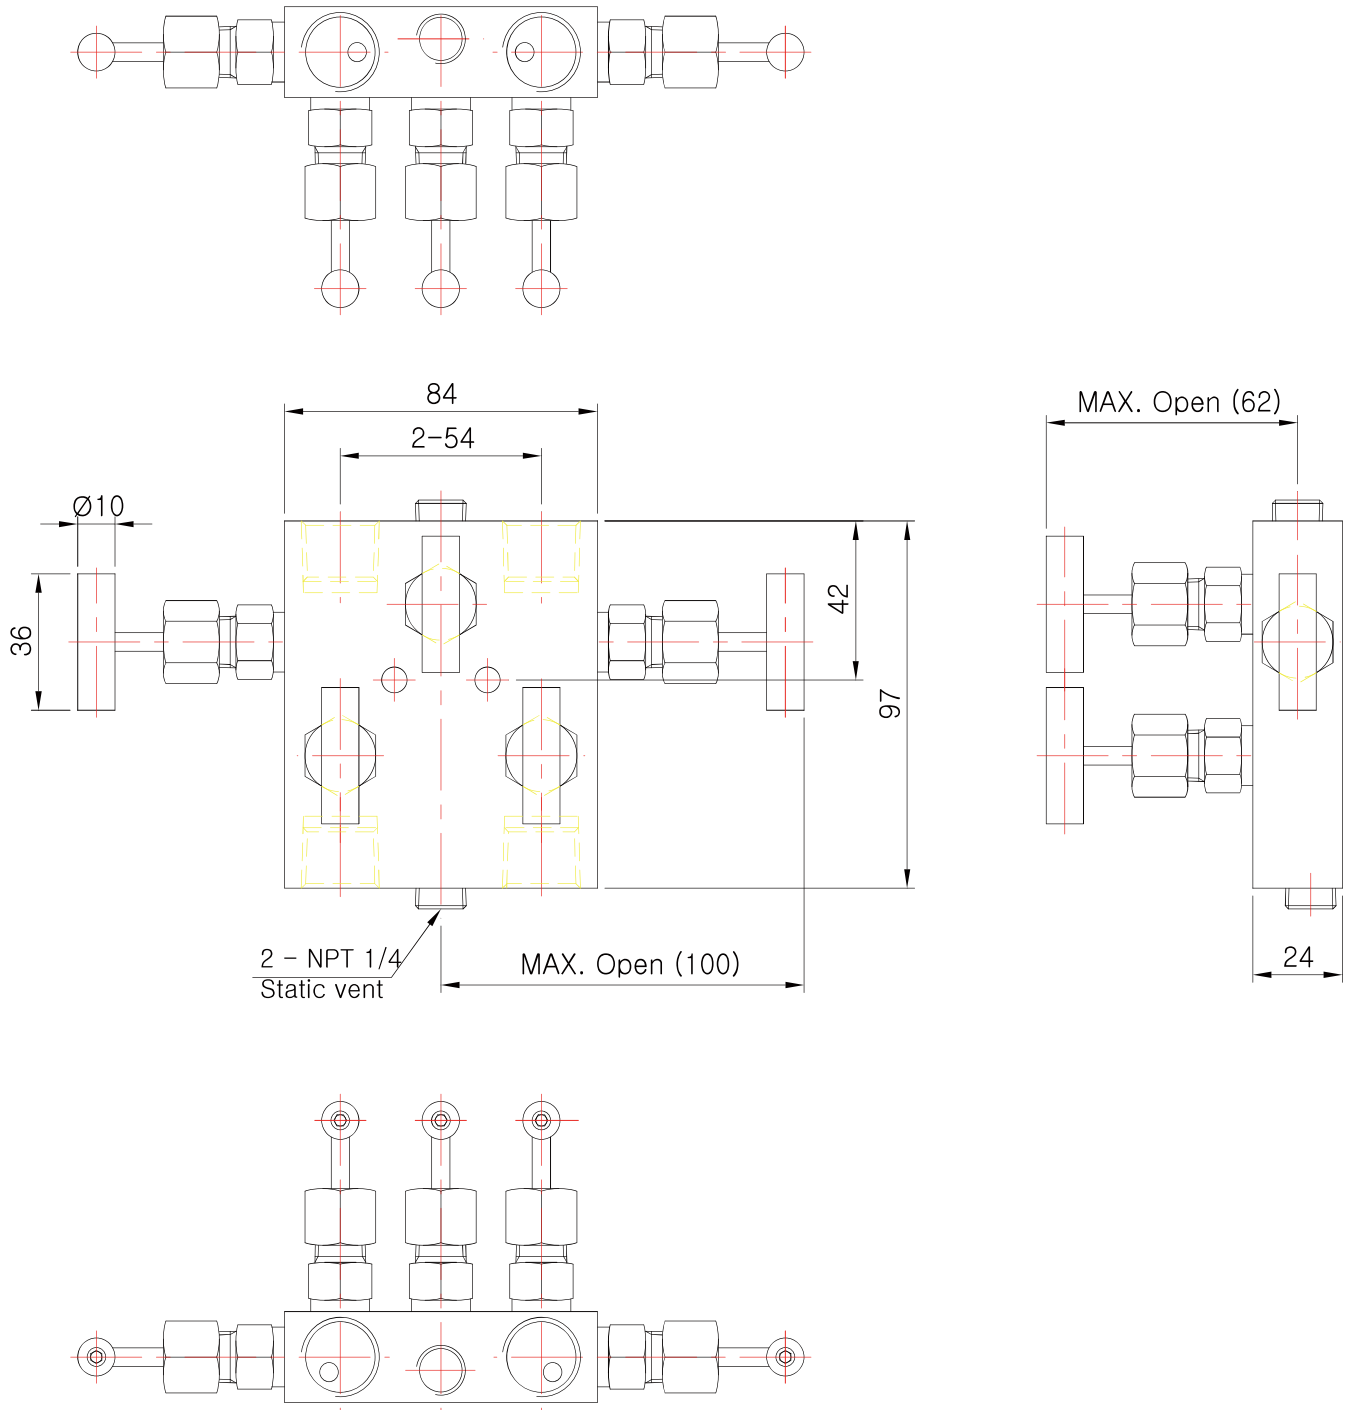 84
MAX. Open (62)
2-54
Ø10
42
36
97
2 - NPT 1/4
Static vent
MAX. Open (100)
24